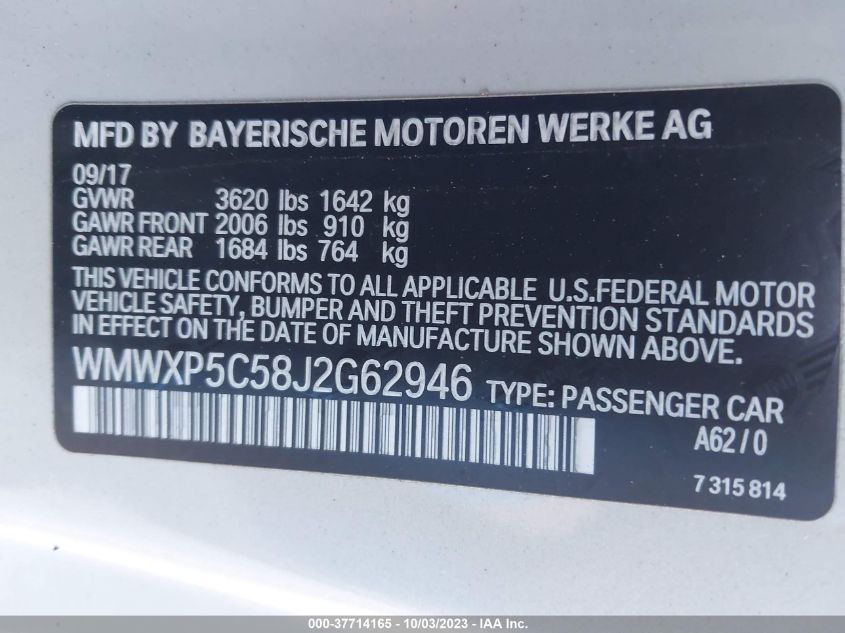 MFD BY BAYERISCHE MOTOREN WERKE AG
09/17
GVWR 3620 lbs 1642 kg
GAWR FRONT 2006 lbs 910 kg
GAWR REAR 1684 lbs 764 kg
THIS VEHICLE CONFORMS TO ALL APPLICABLE U.S.FEDERAL MOTOR
VEHICLE SAFETY, BUMPER AND THEFT PREVENTION STANDARDS
IN EFFECT ON THE DATE OF MANUFACTURE SHOWN ABOVE.
WMWXP5C58J2G62946 TYPE: PASSENGER CAR
A62/0
7 315 814
000-37714165 - 10/03/2023 - IAA Inc.